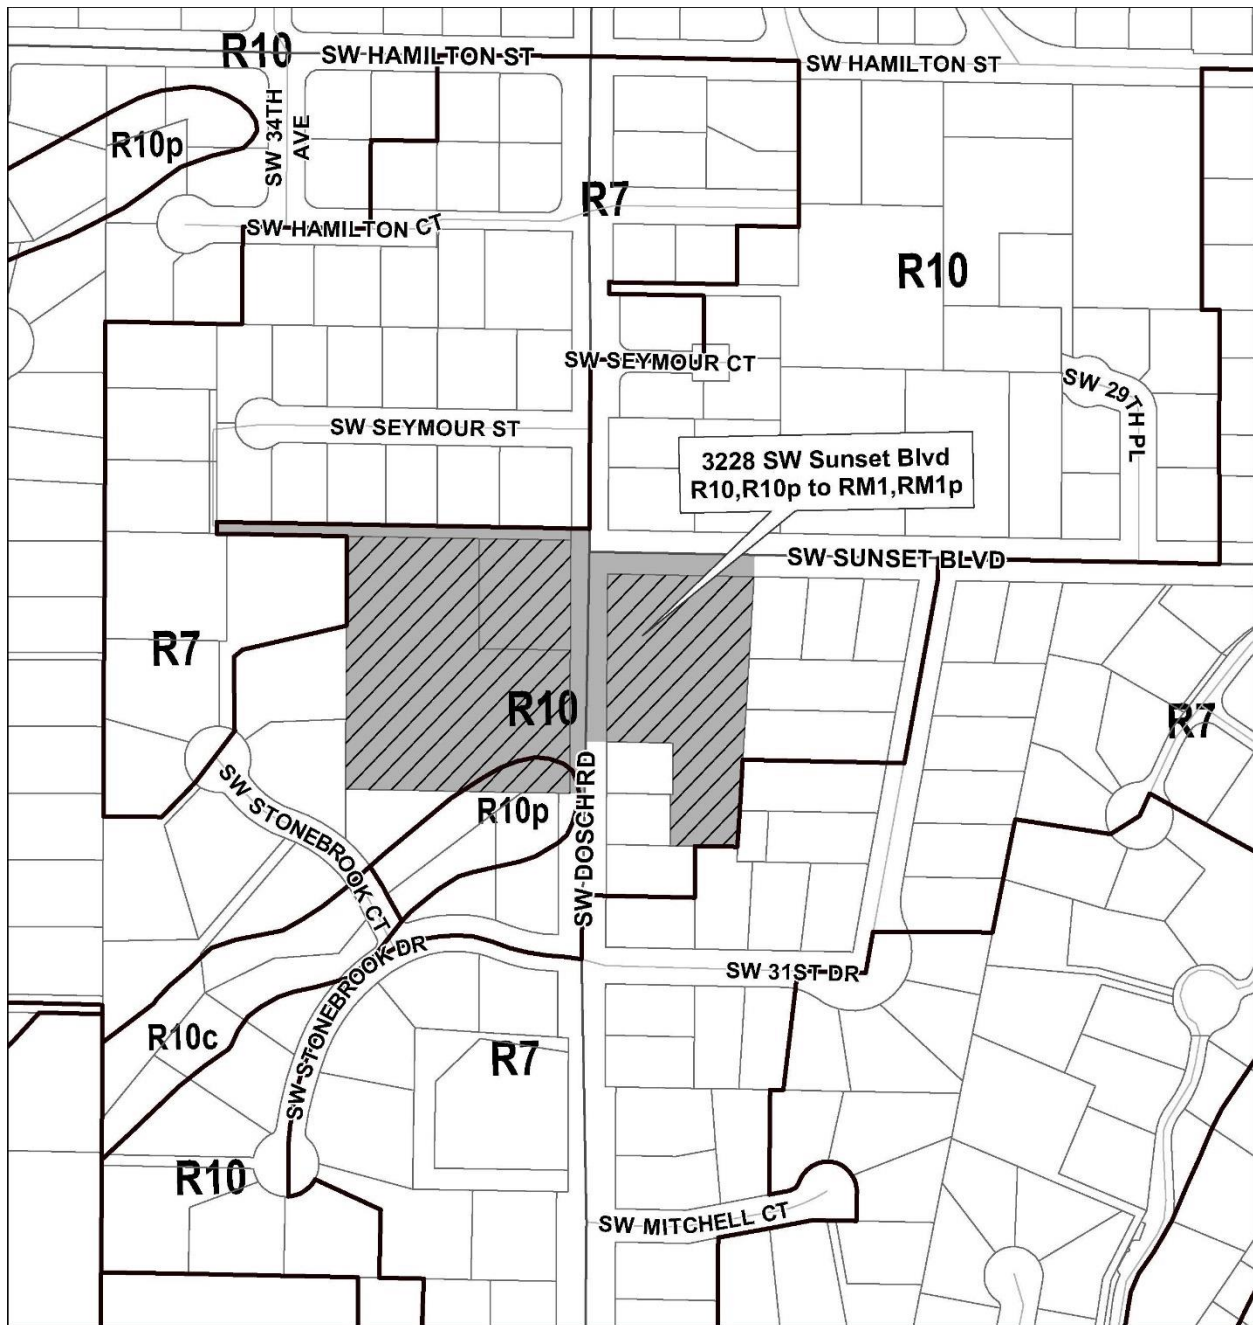 R10
SW HAMILTON ST
SW HAMILTON ST
R10p
SW 34TH
AVE
R7
SW HAMILTON CT
R10
SW SEYMOUR CT
SW 29TH PL
SW SEYMOUR ST
3228 SW Sunset Blvd
R10,R10p to RM1,RM1p
SW SUNSET BLVD
R7
R10
R7
SW STONEBROOK CT
R10p
SW DOSCH RD
SW STONEBROOK DR
SW 31ST DR
R10c
R7
R10
SW MITCHELL CT